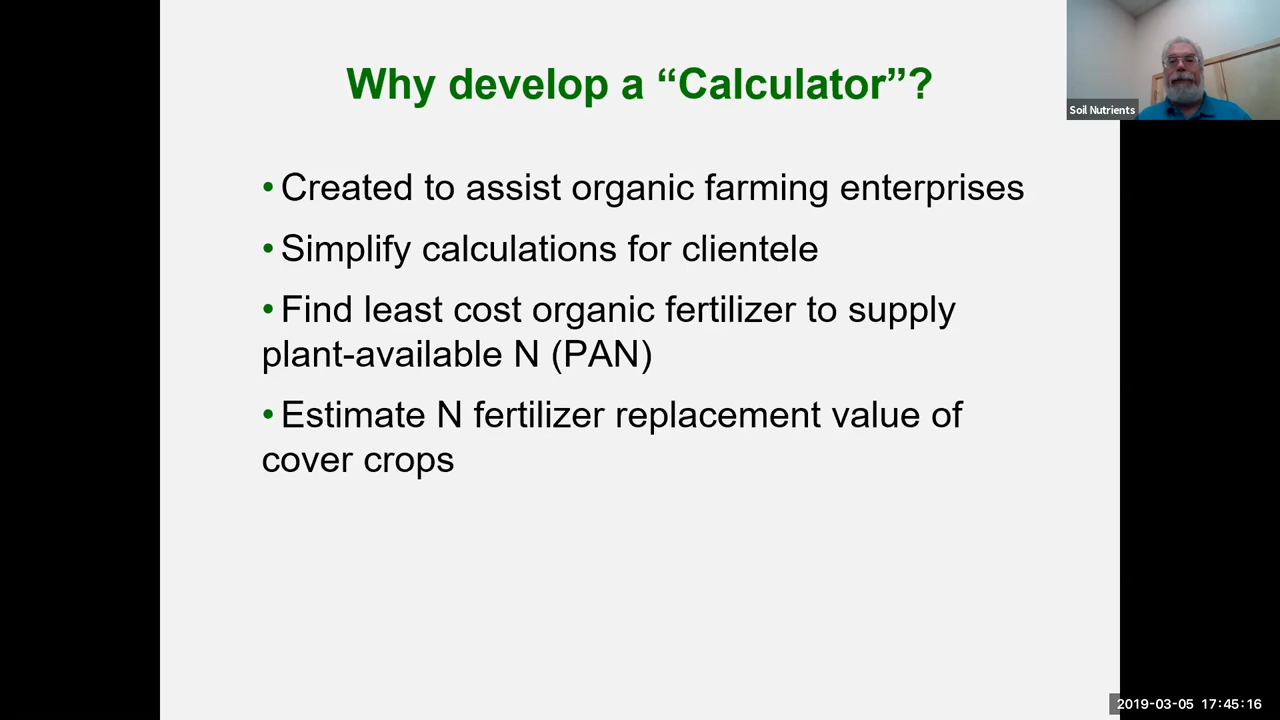 Why develop a “Calculator”?
Soil Nutrients
• Created to assist organic farming enterprises
• Simplify calculations for clientele
• Find least cost organic fertilizer to supply
plant-available N (PAN)
• Estimate N fertilizer replacement value of
cover crops
2019-03-05 17:45:16